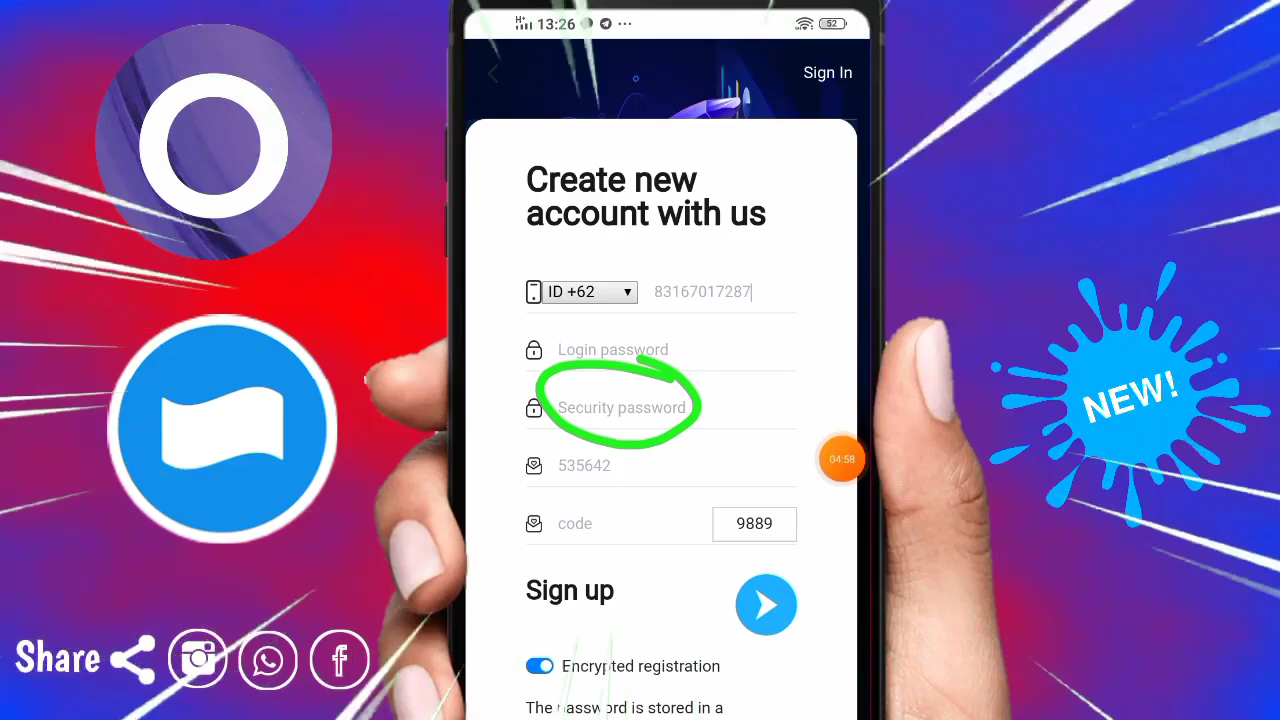 13:26
52
Sign In
Create new
account with us
ID +62 83167017287
Login password
Security password
535642
code 9889
04:58
NEW!
Sign up
Encrypted registration
The password is stored in a
Share